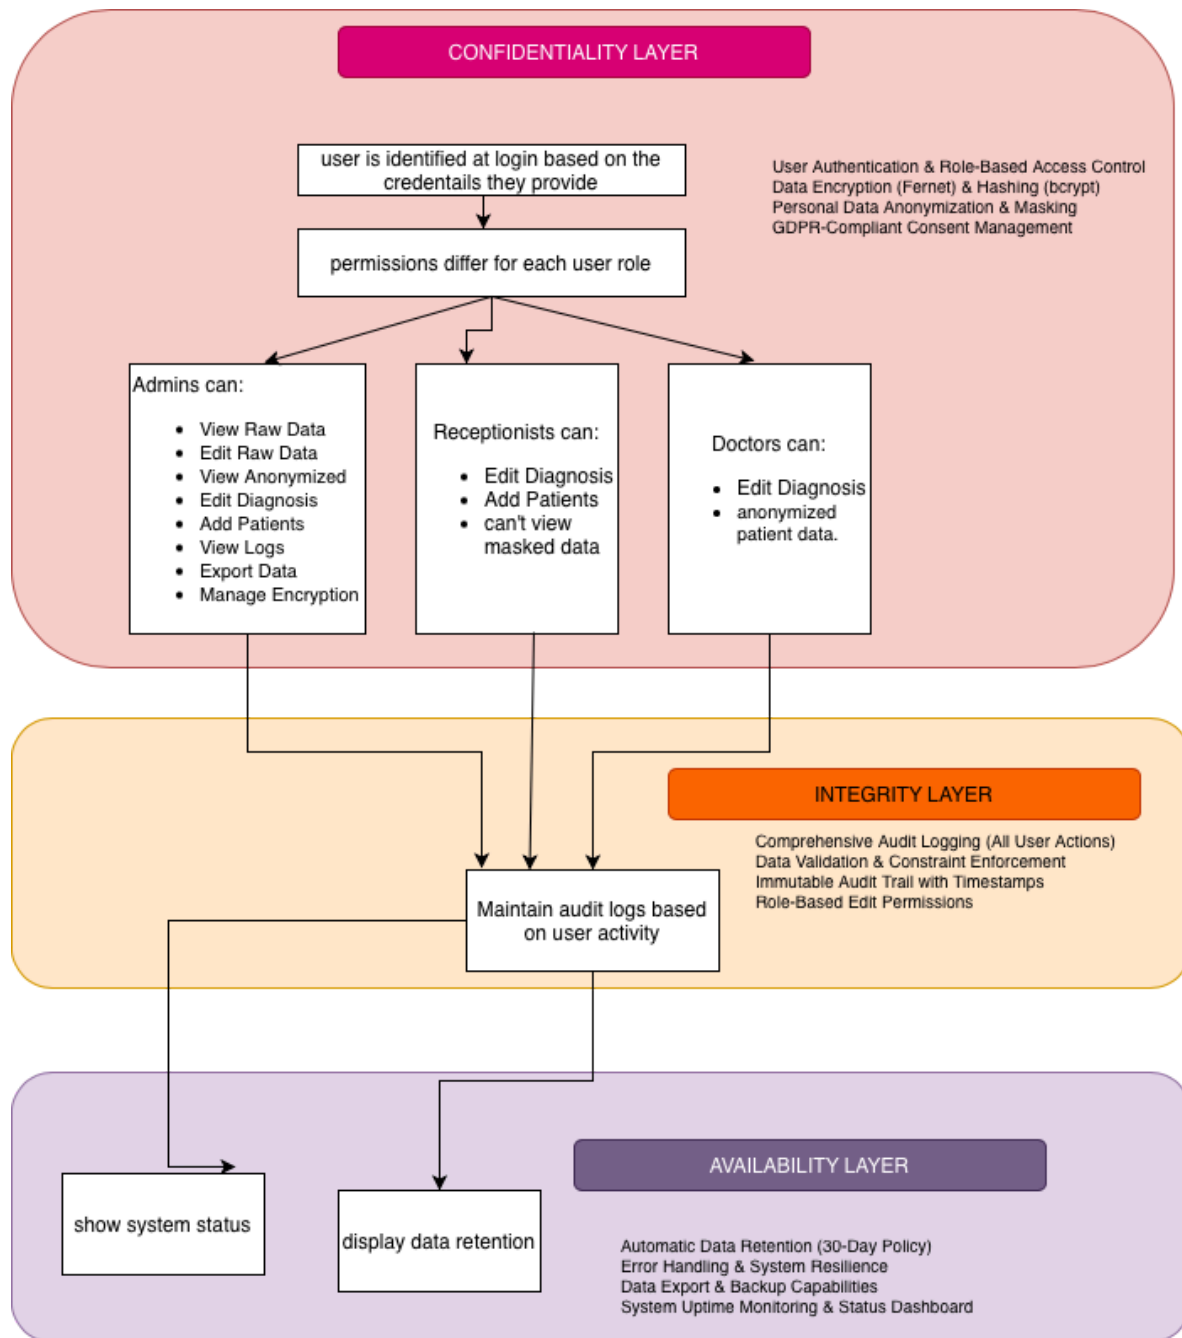 CONFIDENTIALITY LAYER
user is identified at login based on the
credentails they provide
User Authentication & Role-Based Access Control
Data Encryption (Fernet) & Hashing (bcrypt)
Personal Data Anonymization & Masking
GDPR-Compliant Consent Management
permissions differ for each user role
Admins can:
• View Raw Data
• Edit Raw Data
• View Anonymized
• Edit Diagnosis
• Add Patients
• View Logs
• Export Data
• Manage Encryption
Receptionists can:
• Edit Diagnosis
• Add Patients
• can't view
masked data
Doctors can:
• Edit Diagnosis
• anonymized
patient data.
INTEGRITY LAYER
Comprehensive Audit Logging (All User Actions)
Data Validation & Constraint Enforcement
Immutable Audit Trail with Timestamps
Role-Based Edit Permissions
Maintain audit logs based
on user activity
AVAILABILITY LAYER
show system status
display data retention
Automatic Data Retention (30-Day Policy)
Error Handling & System Resilience
Data Export & Backup Capabilities
System Uptime Monitoring & Status Dashboard